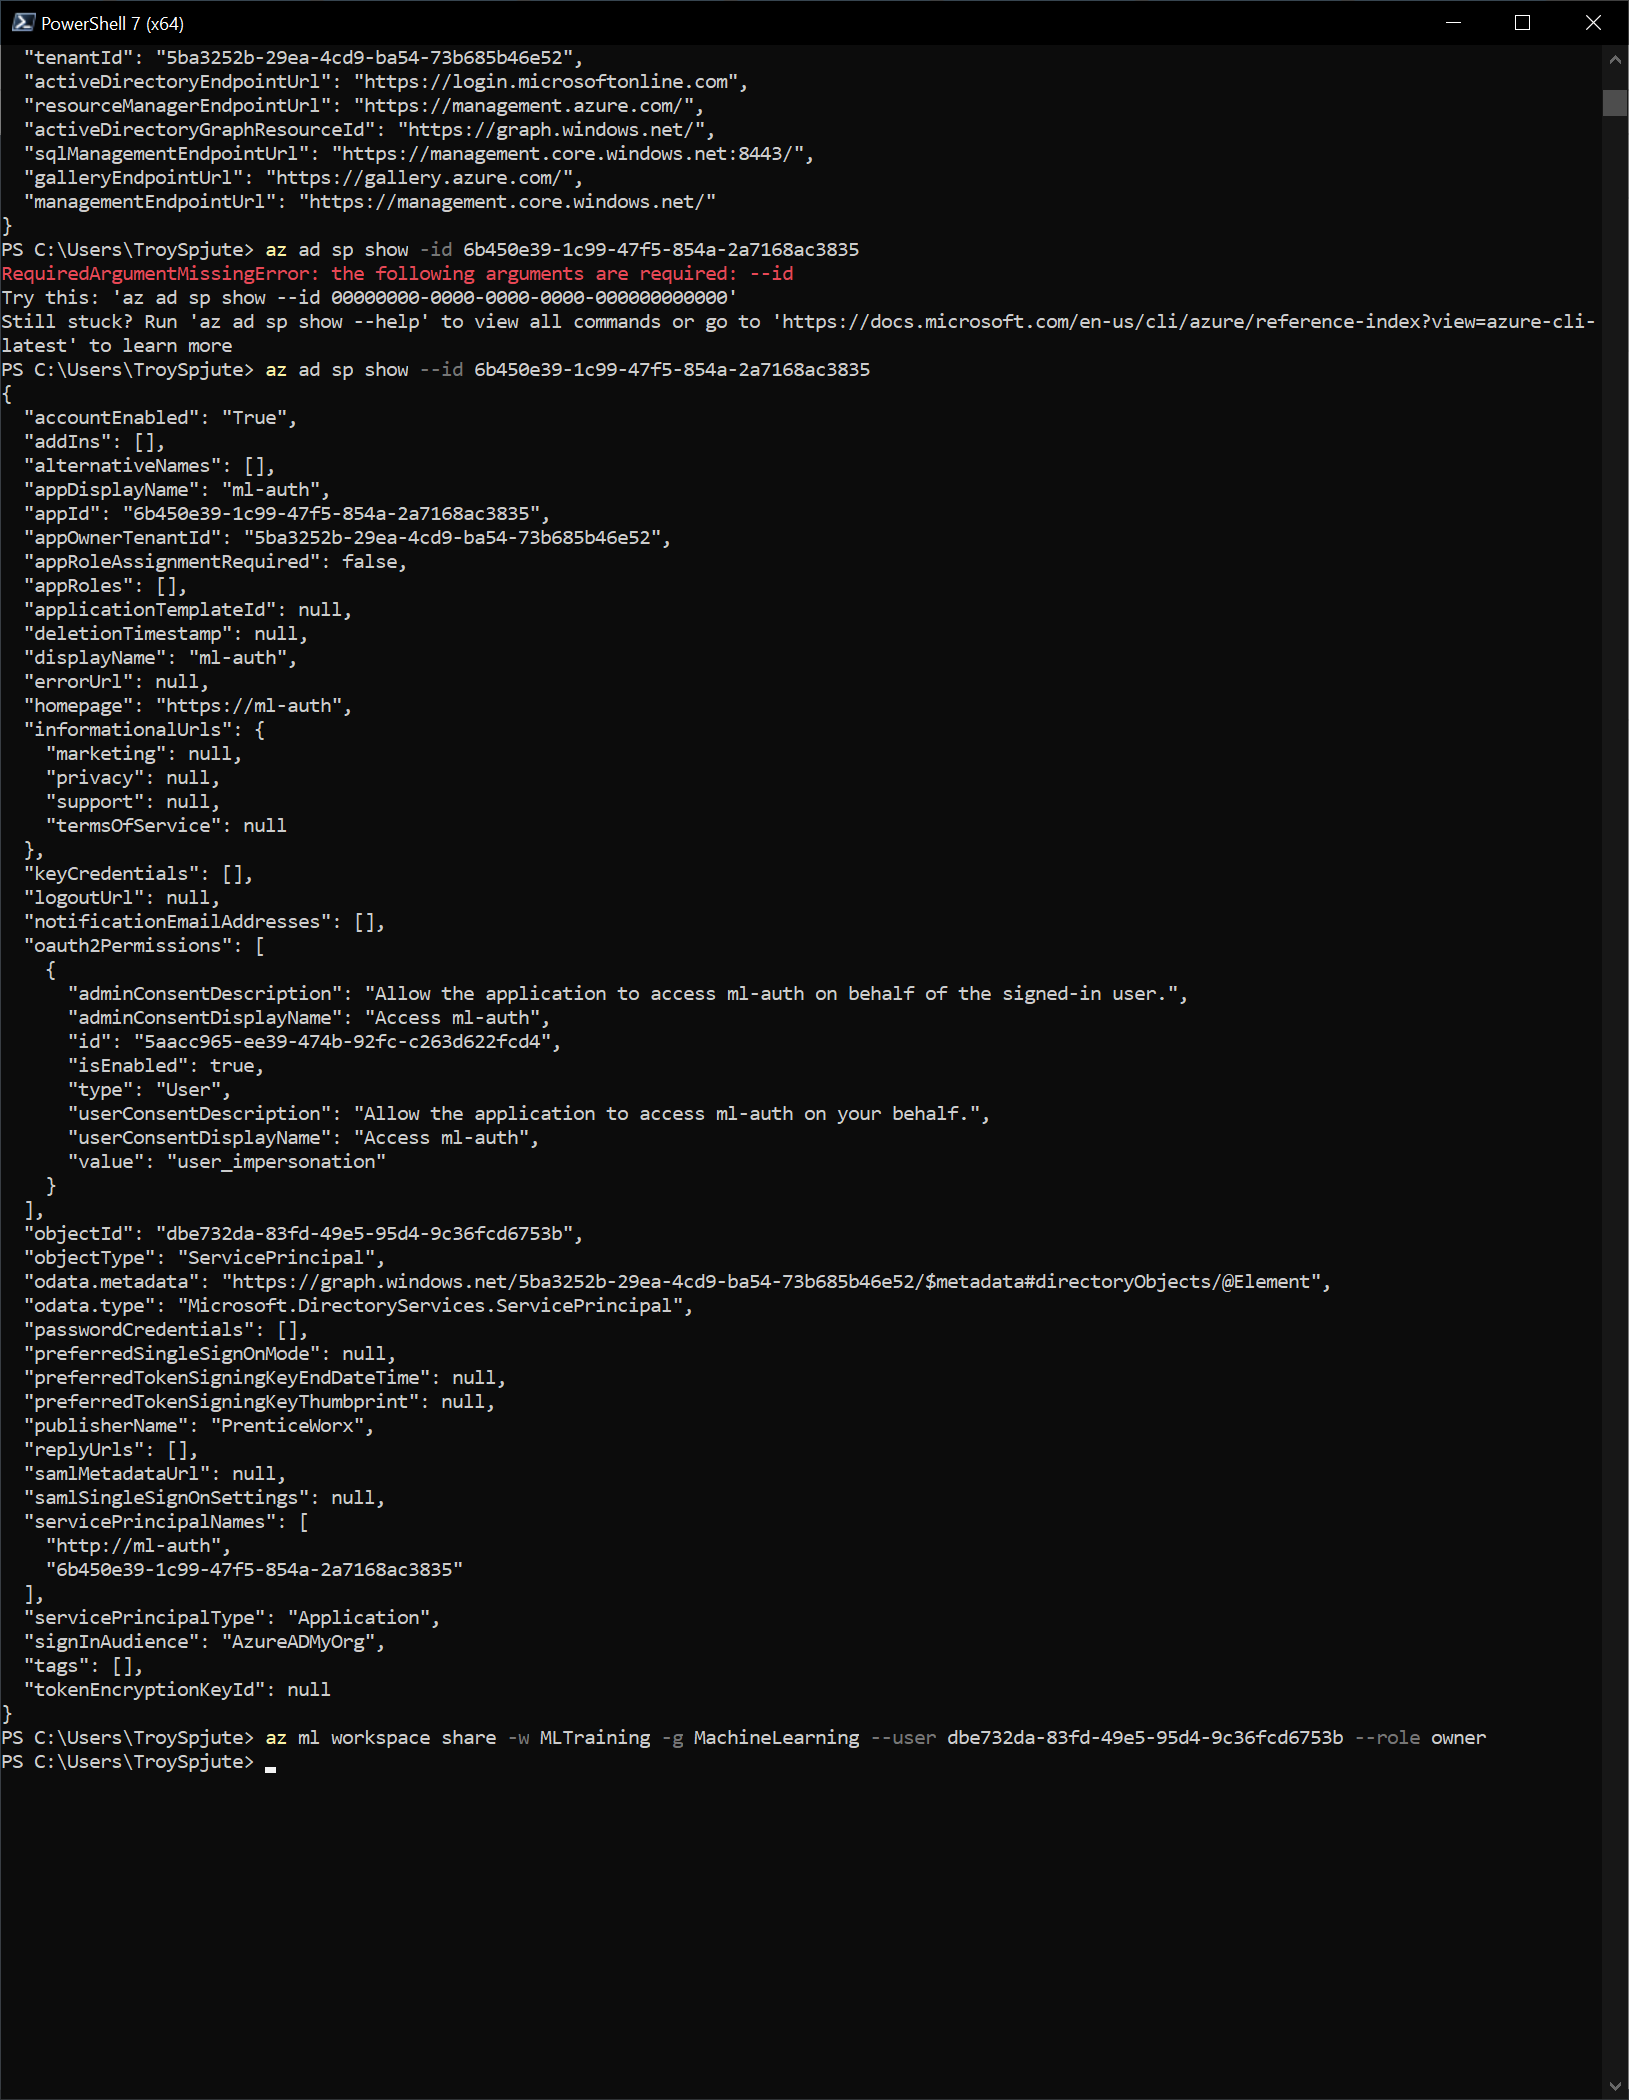 PowerShell 7 (x64)
  "tenantId": "5ba3252b-29ea-4cd9-ba54-73b685b46e52",
  "activeDirectoryEndpointUrl": "https://login.microsoftonline.com",
  "resourceManagerEndpointUrl": "https://management.azure.com/",
  "activeDirectoryGraphResourceId": "https://graph.windows.net/",
  "sqlManagementEndpointUrl": "https://management.core.windows.net:8443/",
  "galleryEndpointUrl": "https://gallery.azure.com/",
  "managementEndpointUrl": "https://management.core.windows.net/"
}
PS C:\Users\TroySpjute> az ad sp show -id 6b450e39-1c99-47f5-854a-2a7168ac3835
RequiredArgumentMissingError: the following arguments are required: --id
Try this: 'az ad sp show --id 00000000-0000-0000-0000-000000000000'
Still stuck? Run 'az ad sp show --help' to view all commands or go to 'https://docs.microsoft.com/en-us/cli/azure/reference-index?view=azure-cli-
latest' to learn more
PS C:\Users\TroySpjute> az ad sp show --id 6b450e39-1c99-47f5-854a-2a7168ac3835
{
  "accountEnabled": "True",
  "addIns": [],
  "alternativeNames": [],
  "appDisplayName": "ml-auth",
  "appId": "6b450e39-1c99-47f5-854a-2a7168ac3835",
  "appOwnerTenantId": "5ba3252b-29ea-4cd9-ba54-73b685b46e52",
  "appRoleAssignmentRequired": false,
  "appRoles": [],
  "applicationTemplateId": null,
  "deletionTimestamp": null,
  "displayName": "ml-auth",
  "errorUrl": null,
  "homepage": "https://ml-auth",
  "informationalUrls": {
    "marketing": null,
    "privacy": null,
    "support": null,
    "termsOfService": null
  },
  "keyCredentials": [],
  "logoutUrl": null,
  "notificationEmailAddresses": [],
  "oauth2Permissions": [
    {
      "adminConsentDescription": "Allow the application to access ml-auth on behalf of the signed-in user.",
      "adminConsentDisplayName": "Access ml-auth",
      "id": "5aacc965-ee39-474b-92fc-c263d622fcd4",
      "isEnabled": true,
      "type": "User",
      "userConsentDescription": "Allow the application to access ml-auth on your behalf.",
      "userConsentDisplayName": "Access ml-auth",
      "value": "user_impersonation"
    }
  ],
  "objectId": "dbe732da-83fd-49e5-95d4-9c36fcd6753b",
  "objectType": "ServicePrincipal",
  "odata.metadata": "https://graph.windows.net/5ba3252b-29ea-4cd9-ba54-73b685b46e52/$metadata#directoryObjects/@Element",
  "odata.type": "Microsoft.DirectoryServices.ServicePrincipal",
  "passwordCredentials": [],
  "preferredSingleSignOnMode": null,
  "preferredTokenSigningKeyEndDateTime": null,
  "preferredTokenSigningKeyThumbprint": null,
  "publisherName": "PrenticeWorx",
  "replyUrls": [],
  "samlMetadataUrl": null,
  "samlSingleSignOnSettings": null,
  "servicePrincipalNames": [
    "http://ml-auth",
    "6b450e39-1c99-47f5-854a-2a7168ac3835"
  ],
  "servicePrincipalType": "Application",
  "signInAudience": "AzureADMyOrg",
  "tags": [],
  "tokenEncryptionKeyId": null
}
PS C:\Users\TroySpjute> az ml workspace share -w MLTraining -g MachineLearning --user dbe732da-83fd-49e5-95d4-9c36fcd6753b --role owner
PS C:\Users\TroySpjute>